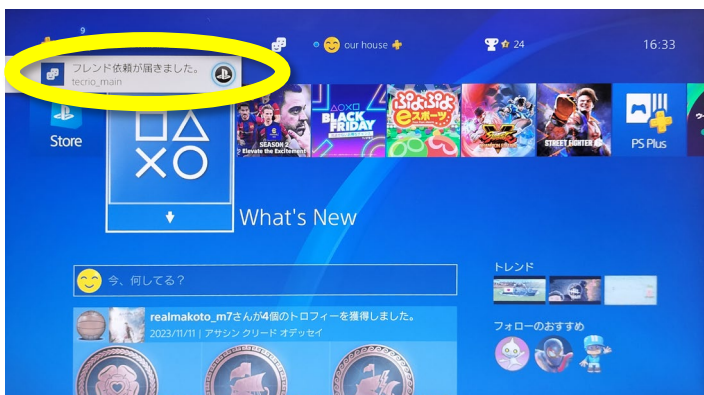 9
our house
24
16:33
フレンド依頼が届きました。
tecrio_main
Store
SEASON 2
Elevate the Excitement
BLACK
FRIDAY
ぷよぷよ
eスポーツ
STREET FIGHTER 6
PS Plus
What's New
今、何してる？
realmakoto_m7さんが4個のトロフィーを獲得しました。
2023/11/11 | アサシン クリード オデッセイ
トレンド
フォローのおすすめ